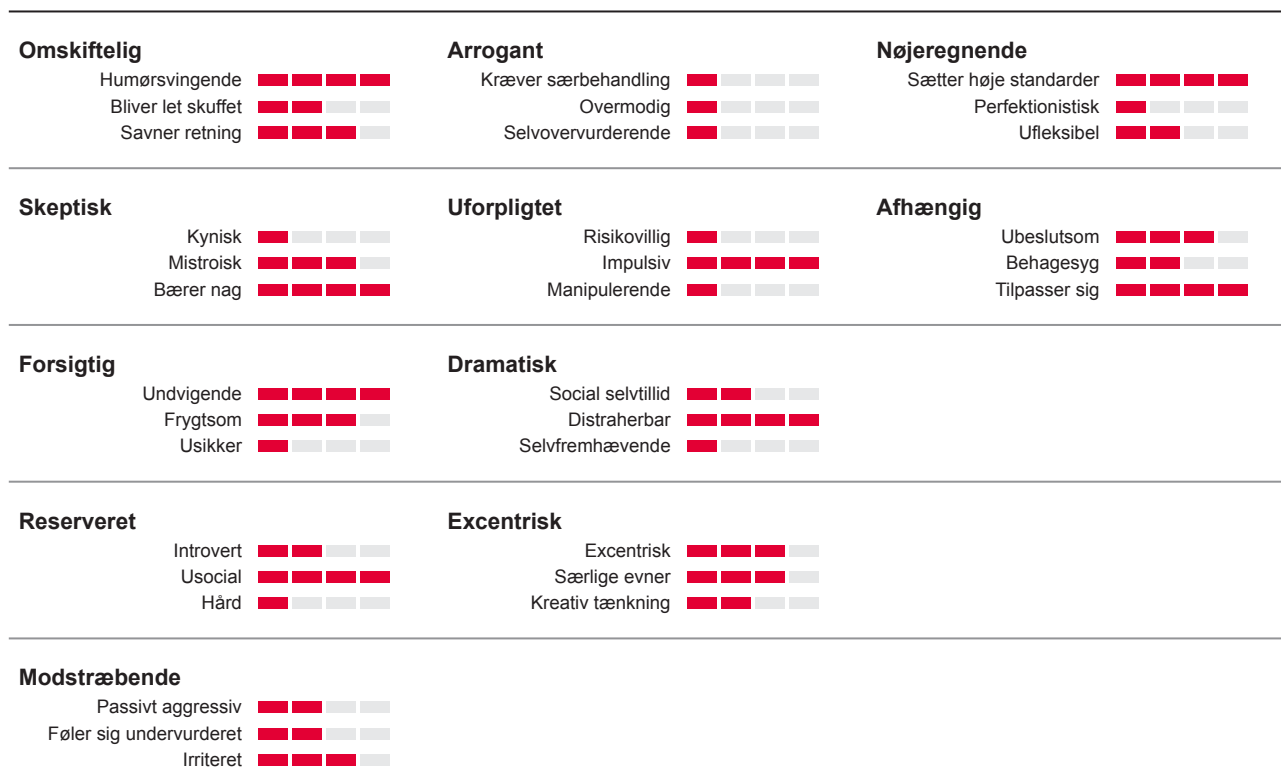 Omskiftelig
Humørsvingende
Bliver let skuffet
Savner retning
Arrogant
Kræver særbehandling
Overmodig
Selvovervurderende
Nøjeregnende
Sætter høje standarder
Perfektionistisk
Ufleksibel
Skeptisk
Kynisk
Mistroisk
Bærer nag
Uforpligtet
Risikovillig
Impulsiv
Manipulerende
Afhængig
Ubeslutsom
Behagesyg
Tilpasser sig
Forsigtig
Undvigende
Frygtsom
Usikker
Dramatisk
Social selvtillid
Distraherbar
Selvfremhævende
Reserveret
Introvert
Usocial
Hård
Excentrisk
Excentrisk
Særlige evner
Kreativ tænkning
Modstræbende
Passivt aggressiv
Føler sig undervurderet
Irriteret